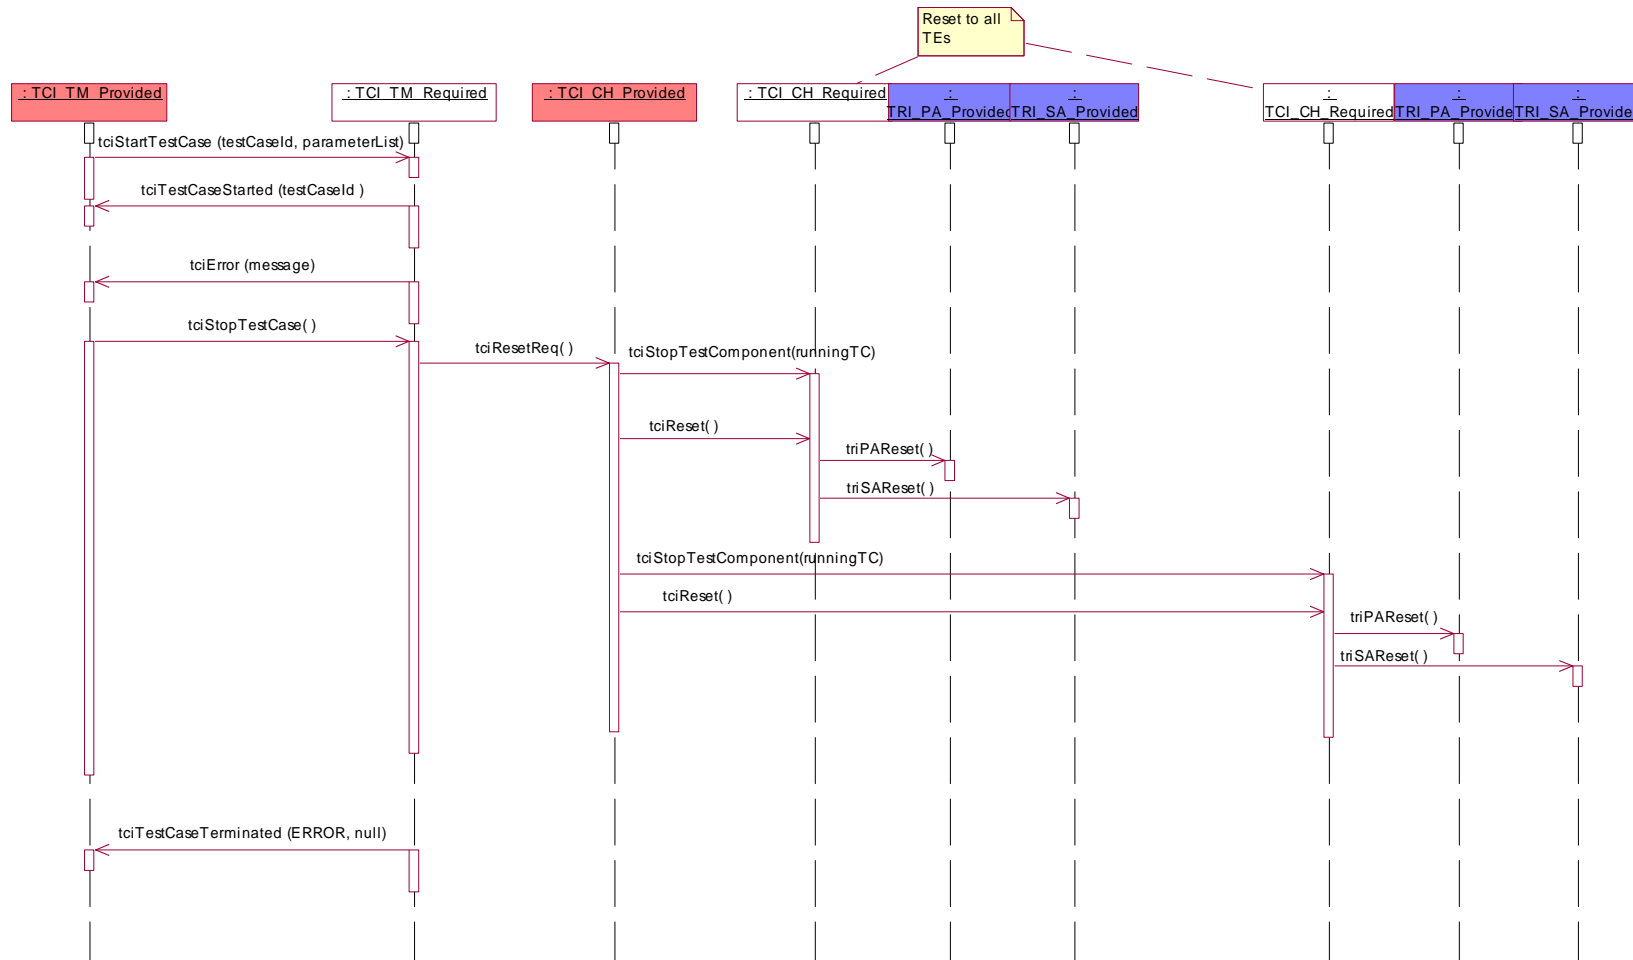 Reset to all
TEs
: TCI_TM_Provided
: TCI_TM_Required
: TCI_CH_Provided
: TCI_CH_Required
:
TRI_PA_Provided
:
TRI_SA_Provided
:
TCI_CH_Required
:
TRI_PA_Provide
:
TRI_SA_Provide
tciStartTestCase (testCaseId, parameterList)
tciTestCaseStarted (testCaseId )
tciError (message)
tciStopTestCase( )
tciResetReq( )
tciStopTestComponent(runningTC)
tciReset( )
triPAReset( )
triSAReset( )
tciStopTestComponent(runningTC)
tciReset( )
triPAReset( )
triSAReset( )
tciTestCaseTerminated (ERROR, null)